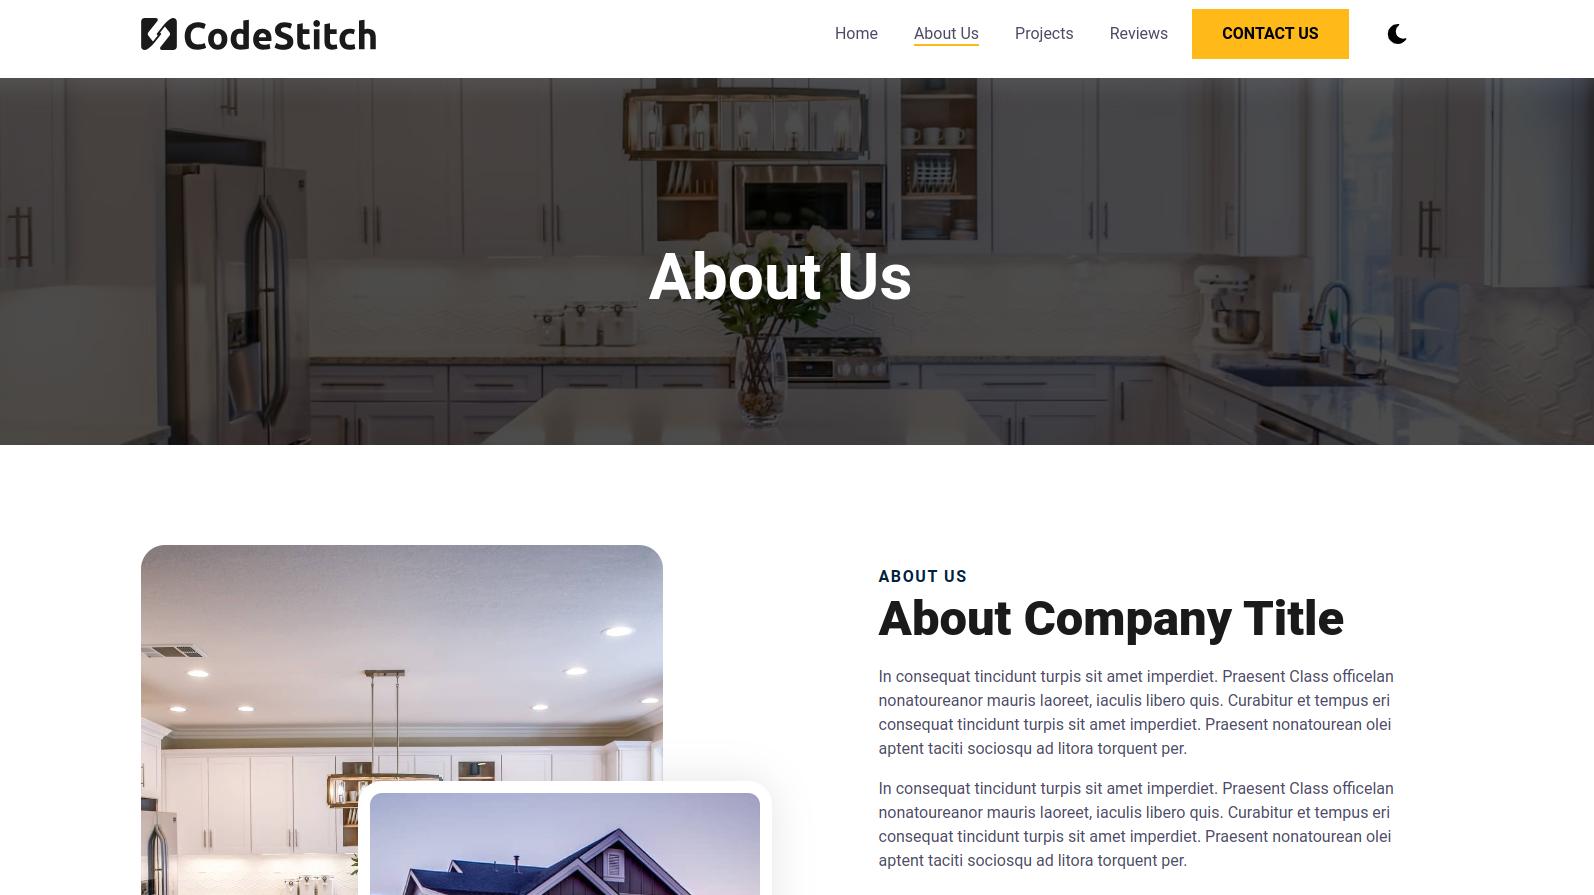 CodeStitch
Home
About Us
Projects
Reviews
CONTACT US
About Us
ABOUT US
About Company Title
In consequat tincidunt turpis sit amet imperdiet. Praesent Class officelan
nonatoureanor mauris laoreet, iaculis libero quis. Curabitur et tempus eri
consequat tincidunt turpis sit amet imperdiet. Praesent nonatourean olei
aptent taciti sociosqu ad litora torquent per.
In consequat tincidunt turpis sit amet imperdiet. Praesent Class officelan
nonatoureanor mauris laoreet, iaculis libero quis. Curabitur et tempus eri
consequat tincidunt turpis sit amet imperdiet. Praesent nonatourean olei
aptent taciti sociosqu ad litora torquent per.